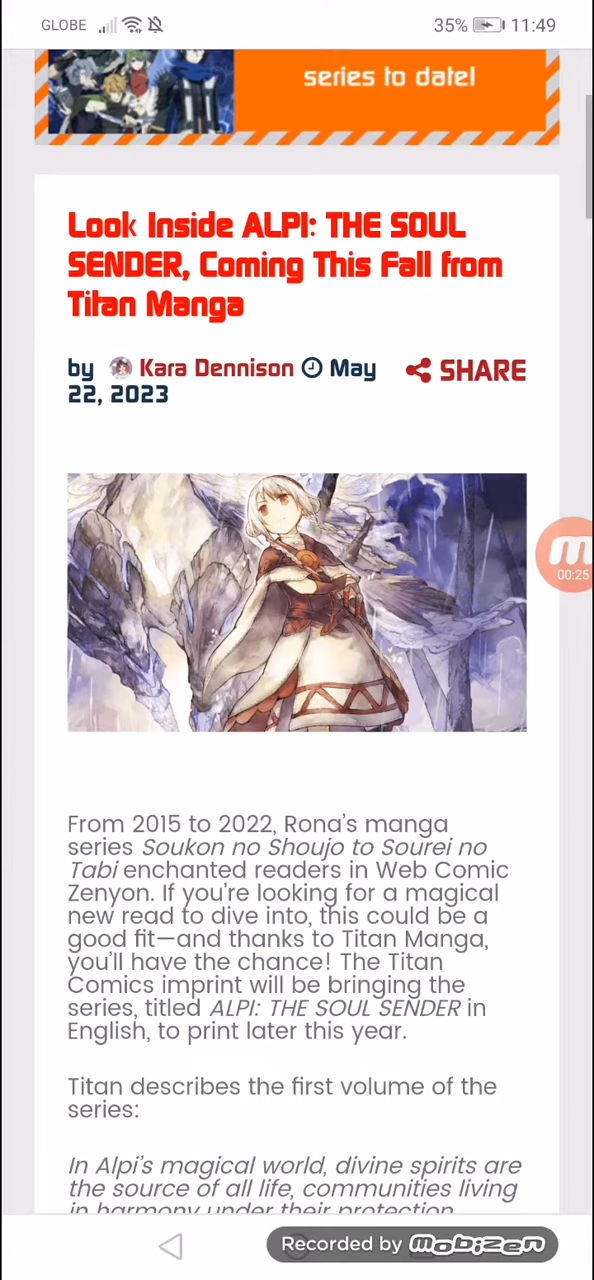 GLOBE 35% 11:49
series to date!
Look Inside ALPI: THE SOUL
SENDER, Coming This Fall from
Titan Manga
by Kara Dennison May SHARE
22, 2023
00:25
From 2015 to 2022, Rona's manga
series Soukon no Shoujo to Sourei no
Tabi enchanted readers in Web Comic
Zenyon. If you're looking for a magical
new read to dive into, this could be a
good fit—and thanks to Titan Manga,
you'll have the chance! The Titan
Comics imprint will be bringing the
series, titled ALPI: THE SOUL SENDER in
English, to print later this year.
Titan describes the first volume of the
series:
In Alpi's magical world, divine spirits are
the source of all life, communities living
in harmony under their protection.
Recorded by mobizen